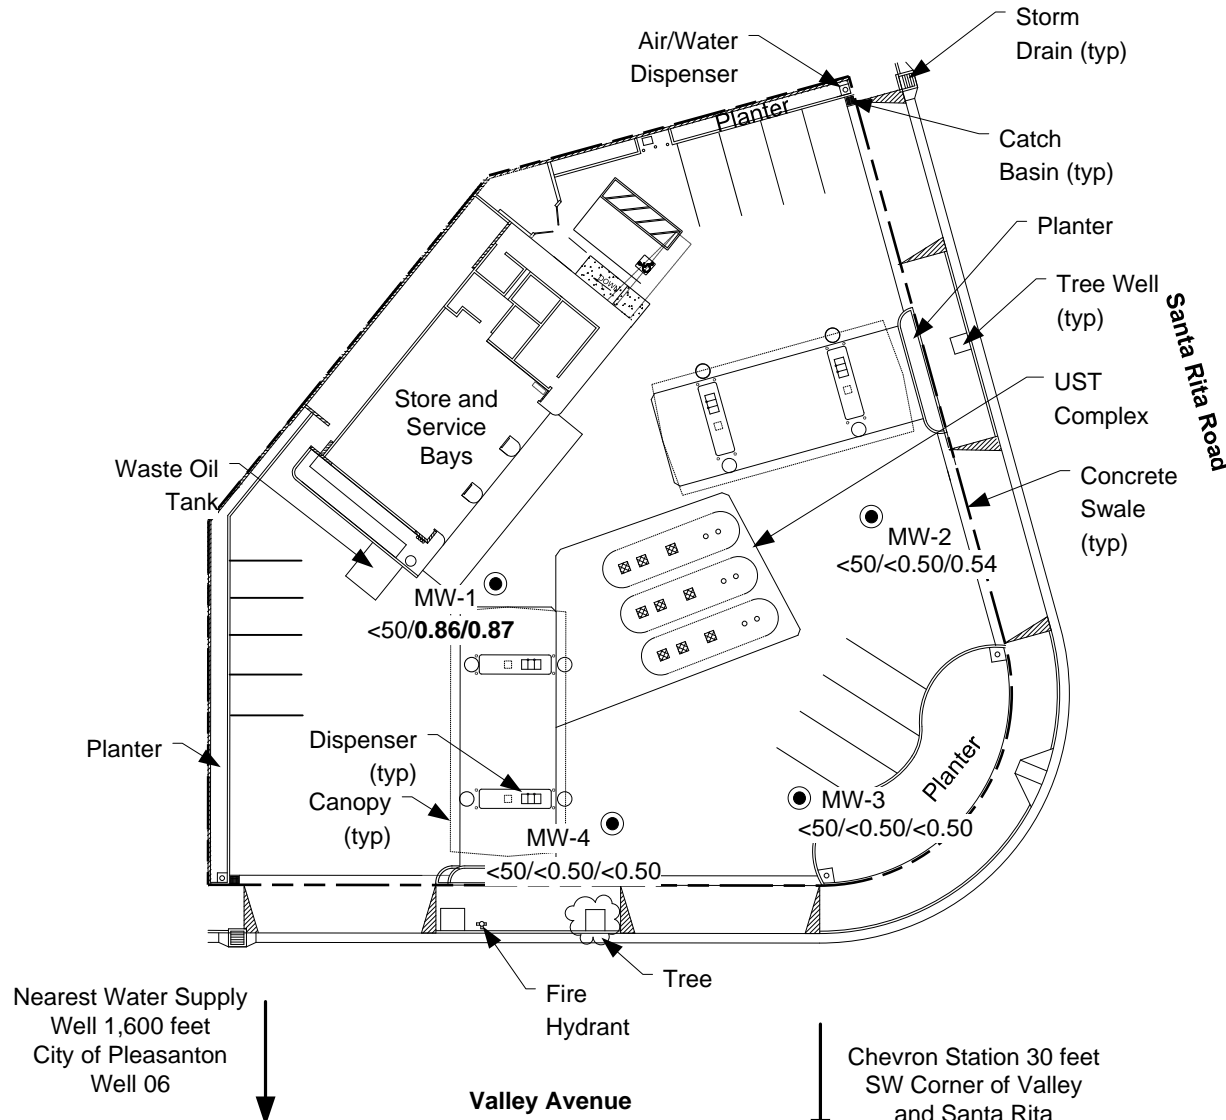 Storm
Drain (typ)
Air/Water
Dispenser
Planter
Catch
Basin (typ)
Planter
Tree Well
(typ)
Santa Rita Road
DOWN
UST
Complex
Store and
Service
Bays
Waste Oil
Tank
Concrete
Swale
(typ)
MW-2
<50/<0.50/0.54
MW-1
<50/0.86/0.87
Planter
Dispenser
(typ)
Canopy
(typ)
Planter
MW-3
<50/<0.50/<0.50
MW-4
<50/<0.50/<0.50
Tree
Fire
Hydrant
Nearest Water Supply
Well 1,600 feet
City of Pleasanton
Well 06
Valley Avenue
Chevron Station 30 feet
SW Corner of Valley
and Santa Rita